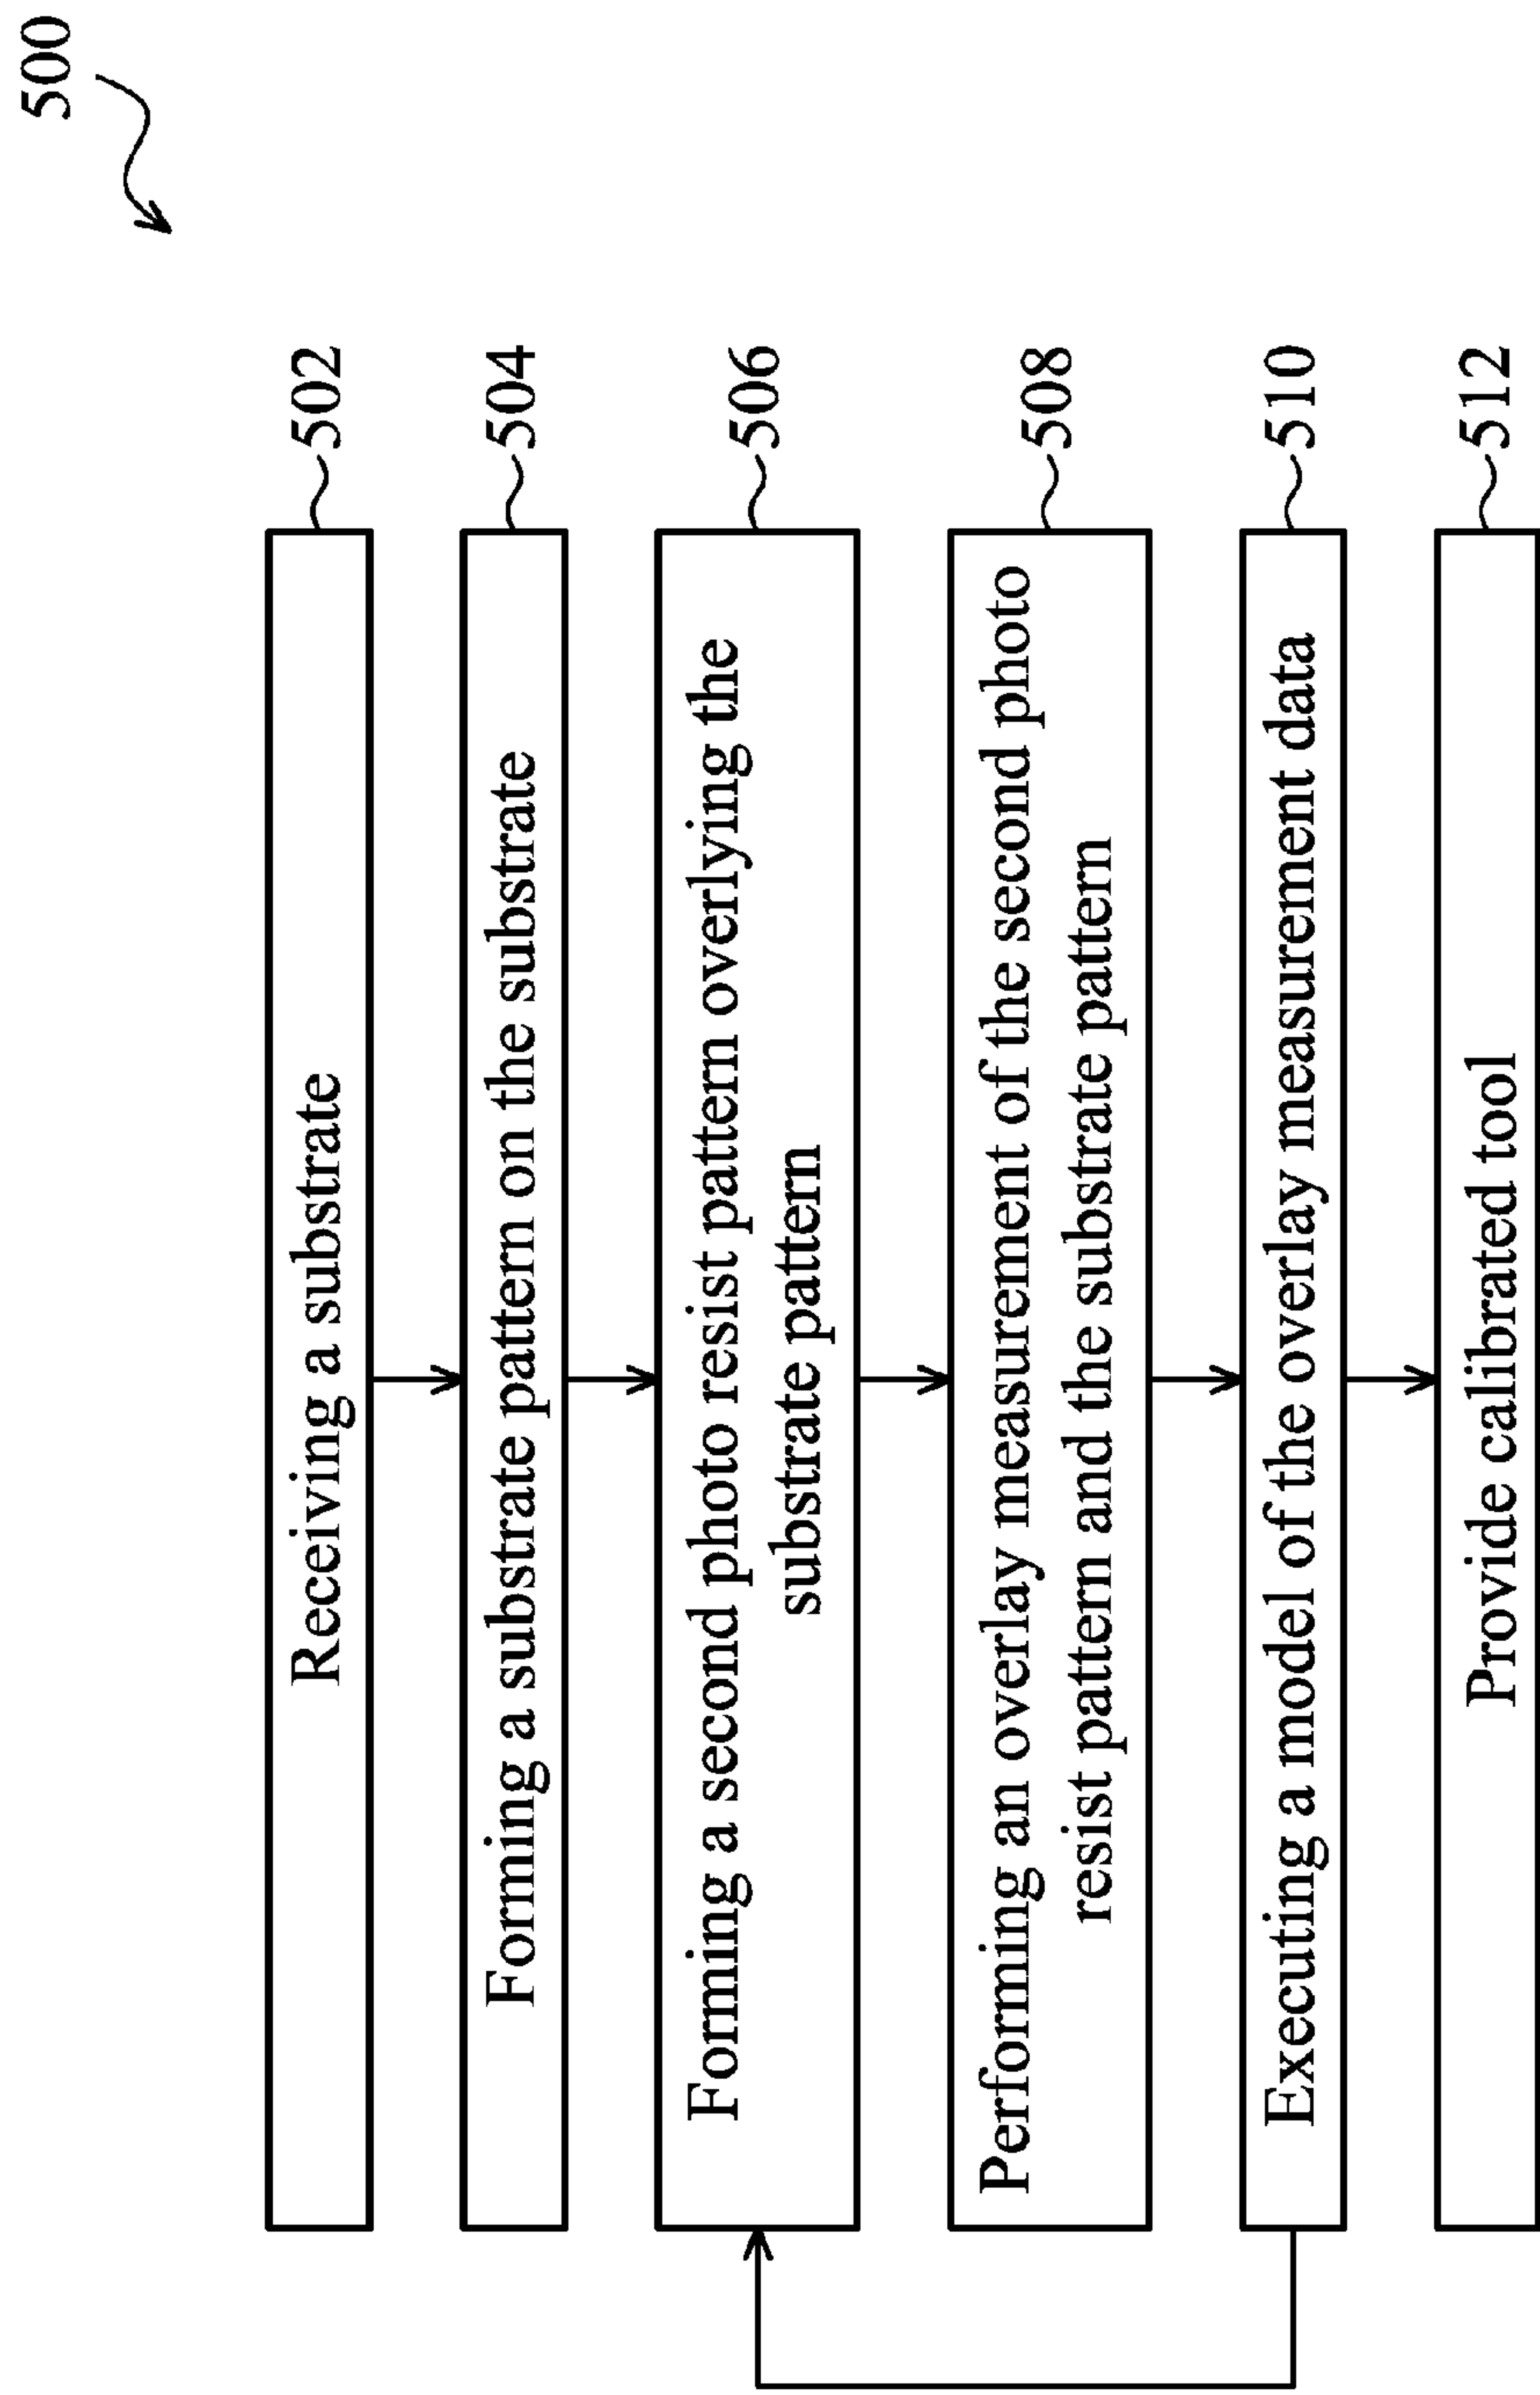 500
Receiving a substrate
502
Forming a substrate pattern on the substrate
504
Forming a second photo resist pattern overlying the
substrate pattern
506
Performing an overlay measurement of the second photo
resist pattern and the substrate pattern
508
Executing a model of the overlay measurement data
510
Provide calibrated tool
512